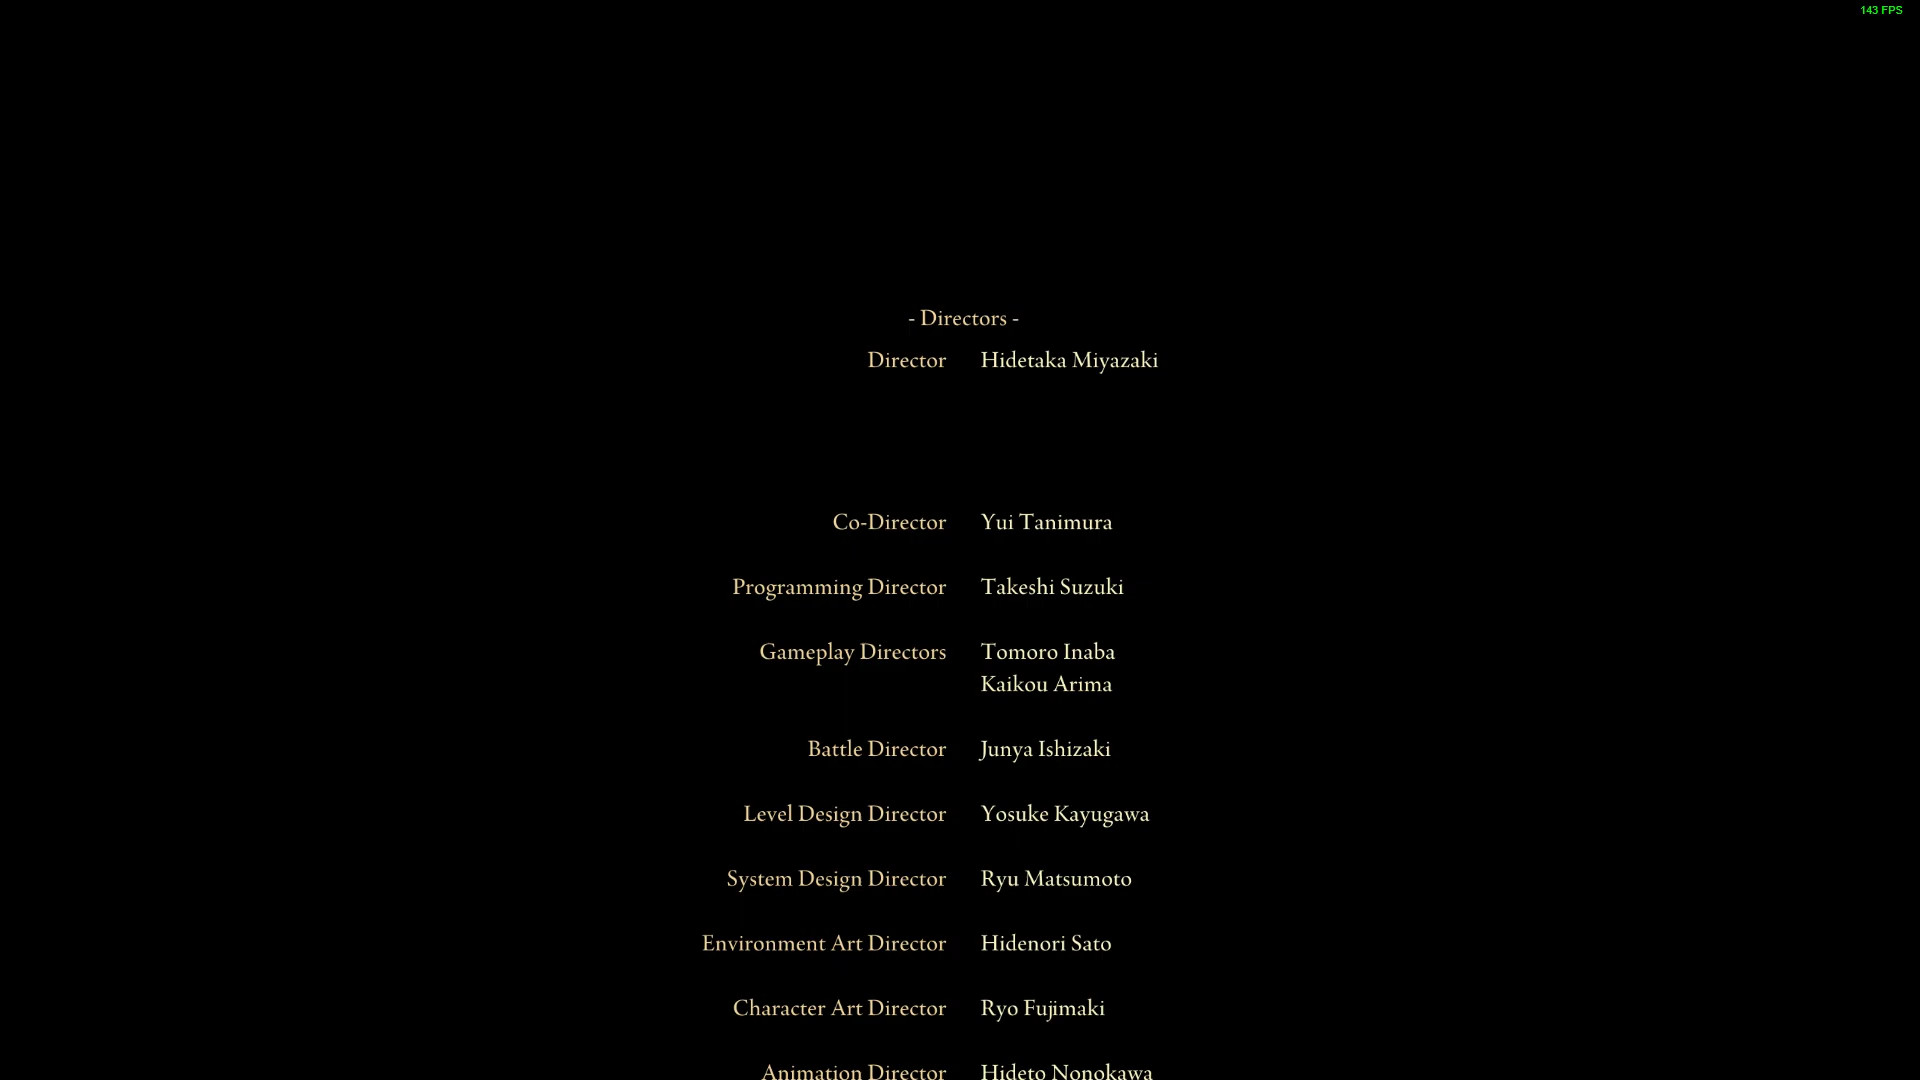 143 FPS
- Directors -
Director Hidetaka Miyazaki
Co-Director Yui Tanimura
Programming Director Takeshi Suzuki
Gameplay Directors Tomoro Inaba
Kaikou Arima
Battle Director Junya Ishizaki
Level Design Director Yosuke Kayugawa
System Design Director Ryu Matsumoto
Environment Art Director Hidenori Sato
Character Art Director Ryo Fujimaki
Animation Director Hideto Nonokawa